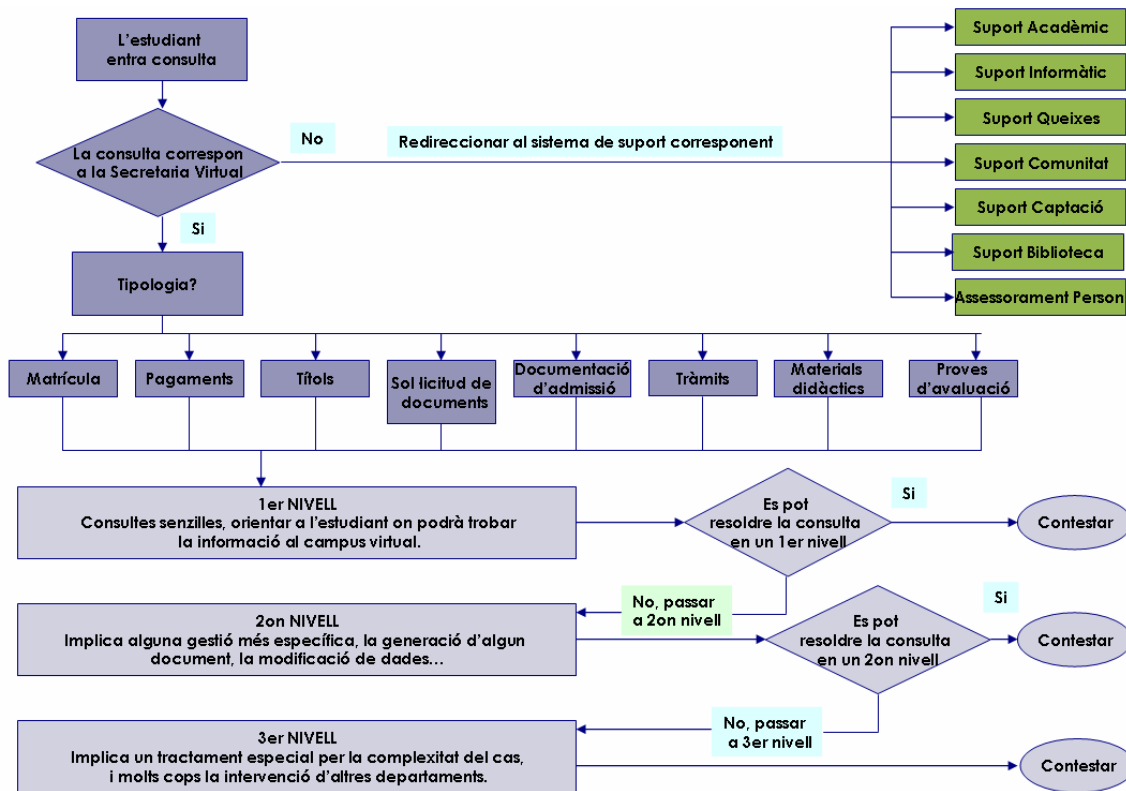 L'estudiant
entra consulta
La consulta correspon
a la Secretaria Virtual
No
Redireccionar al sistema de suport corresponent
Suport Acadèmic
Suport Informàtic
Suport Queixes
Suport Comunitat
Suport Captació
Suport Biblioteca
Assessorament Person
Si
Tipologia?
Matrícula
Pagaments
Títols
Sol·licitud de
documents
Documentació
d'admissió
Tràmits
Materials
didàctics
Proves
d'avaluació
1er NIVELL
Consultes senzilles, orientar a l'estudiant on podrà trobar
la informació al campus virtual.
Es pot
resoldre la consulta
en un 1er nivell
Si
Contestar
No, passar
a 2on nivell
2on NIVELL
Implica alguna gestió més específica, la generació d'algun
document, la modificació de dades...
Es pot
resoldre la consulta
en un 2on nivell
Si
Contestar
No, passar
a 3er nivell
3er NIVELL
Implica un tractament especial per la complexitat del cas,
i molts cops la intervenció d'altres departaments.
Contestar